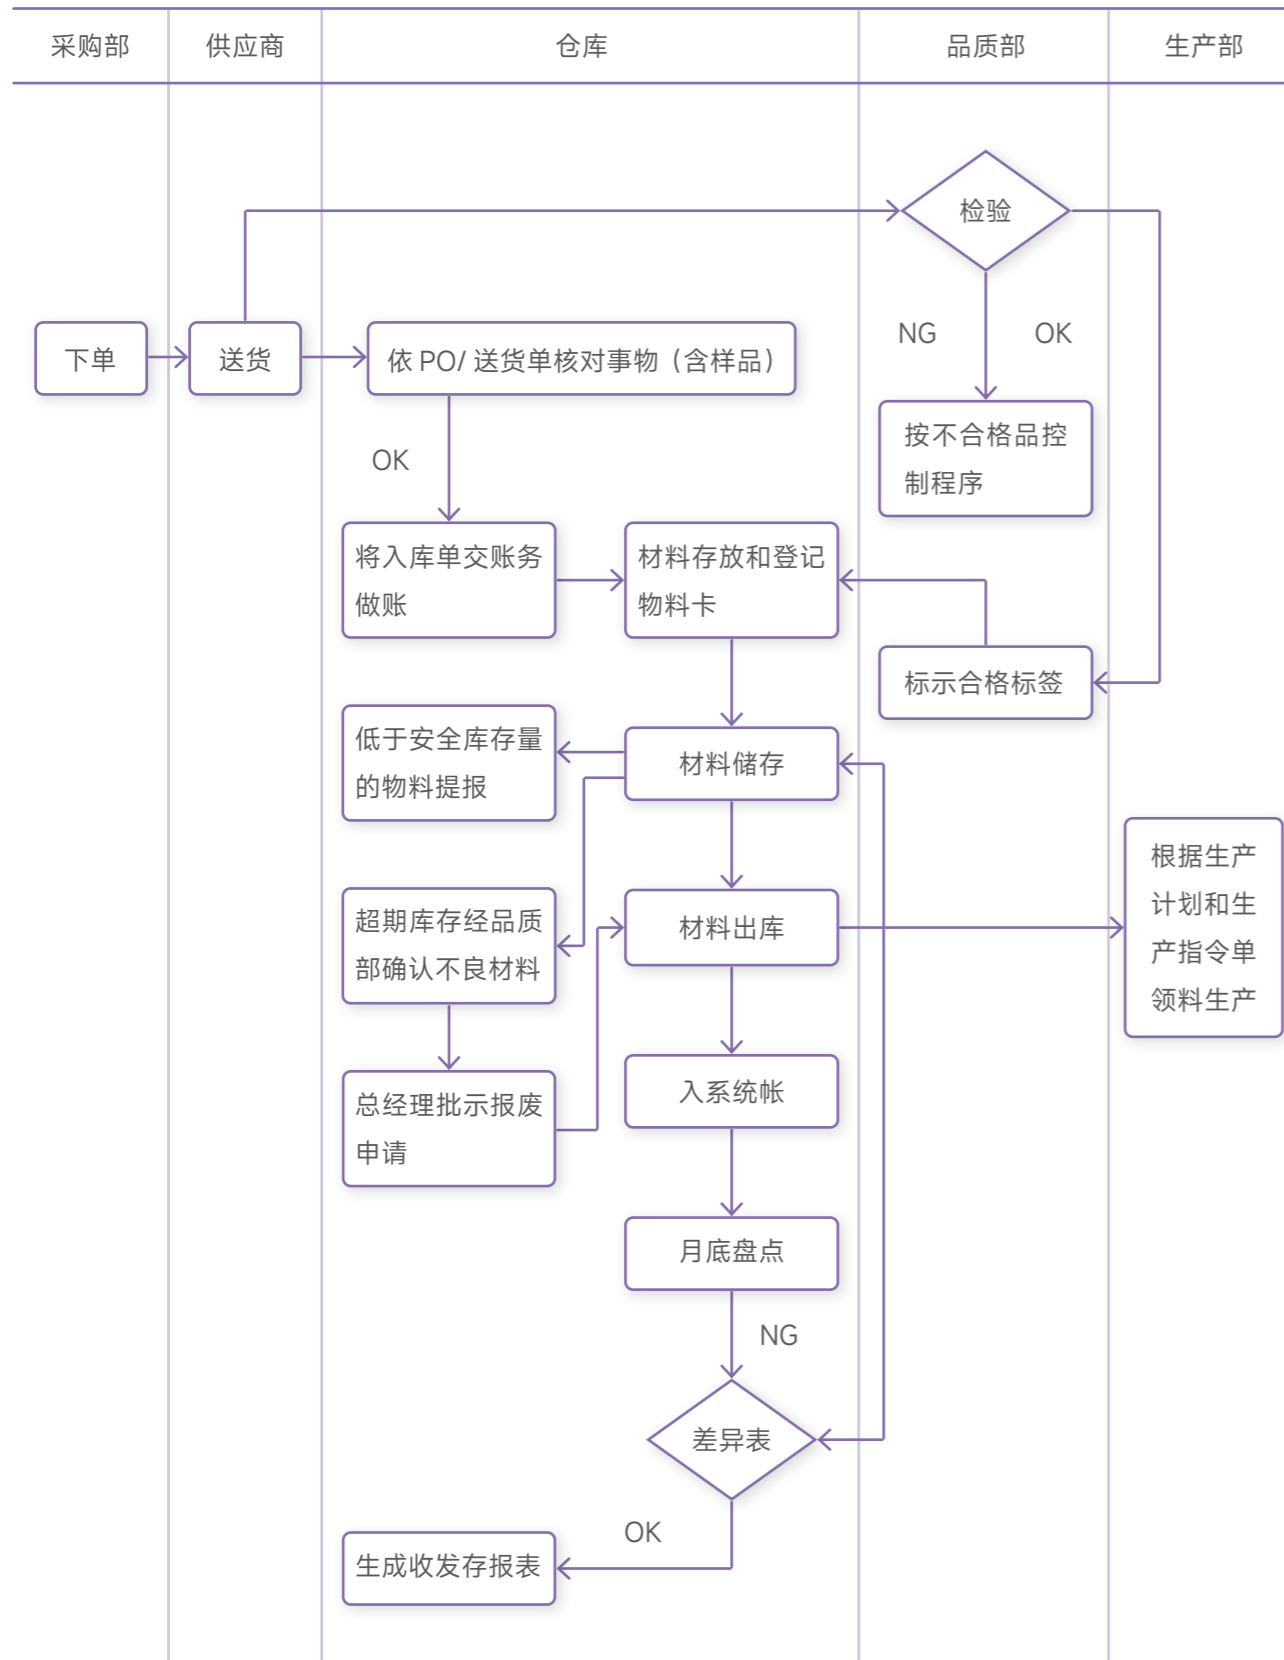 采购部
供应商
仓库
品质部
生产部
检验
NG
OK
下单
送货
依 PO/ 送货单核对事物（含样品）
按不合格品控
制程序
OK
将入库单交账务
做账
材料存放和登记
物料卡
标示合格标签
低于安全库存量
的物料提报
材料储存
根据生产
计划和生
产指令单
领料生产
超期库存经品质
部确认不良材料
材料出库
总经理批示报废
申请
入系统帐
月底盘点
NG
差异表
OK
生成收发存报表